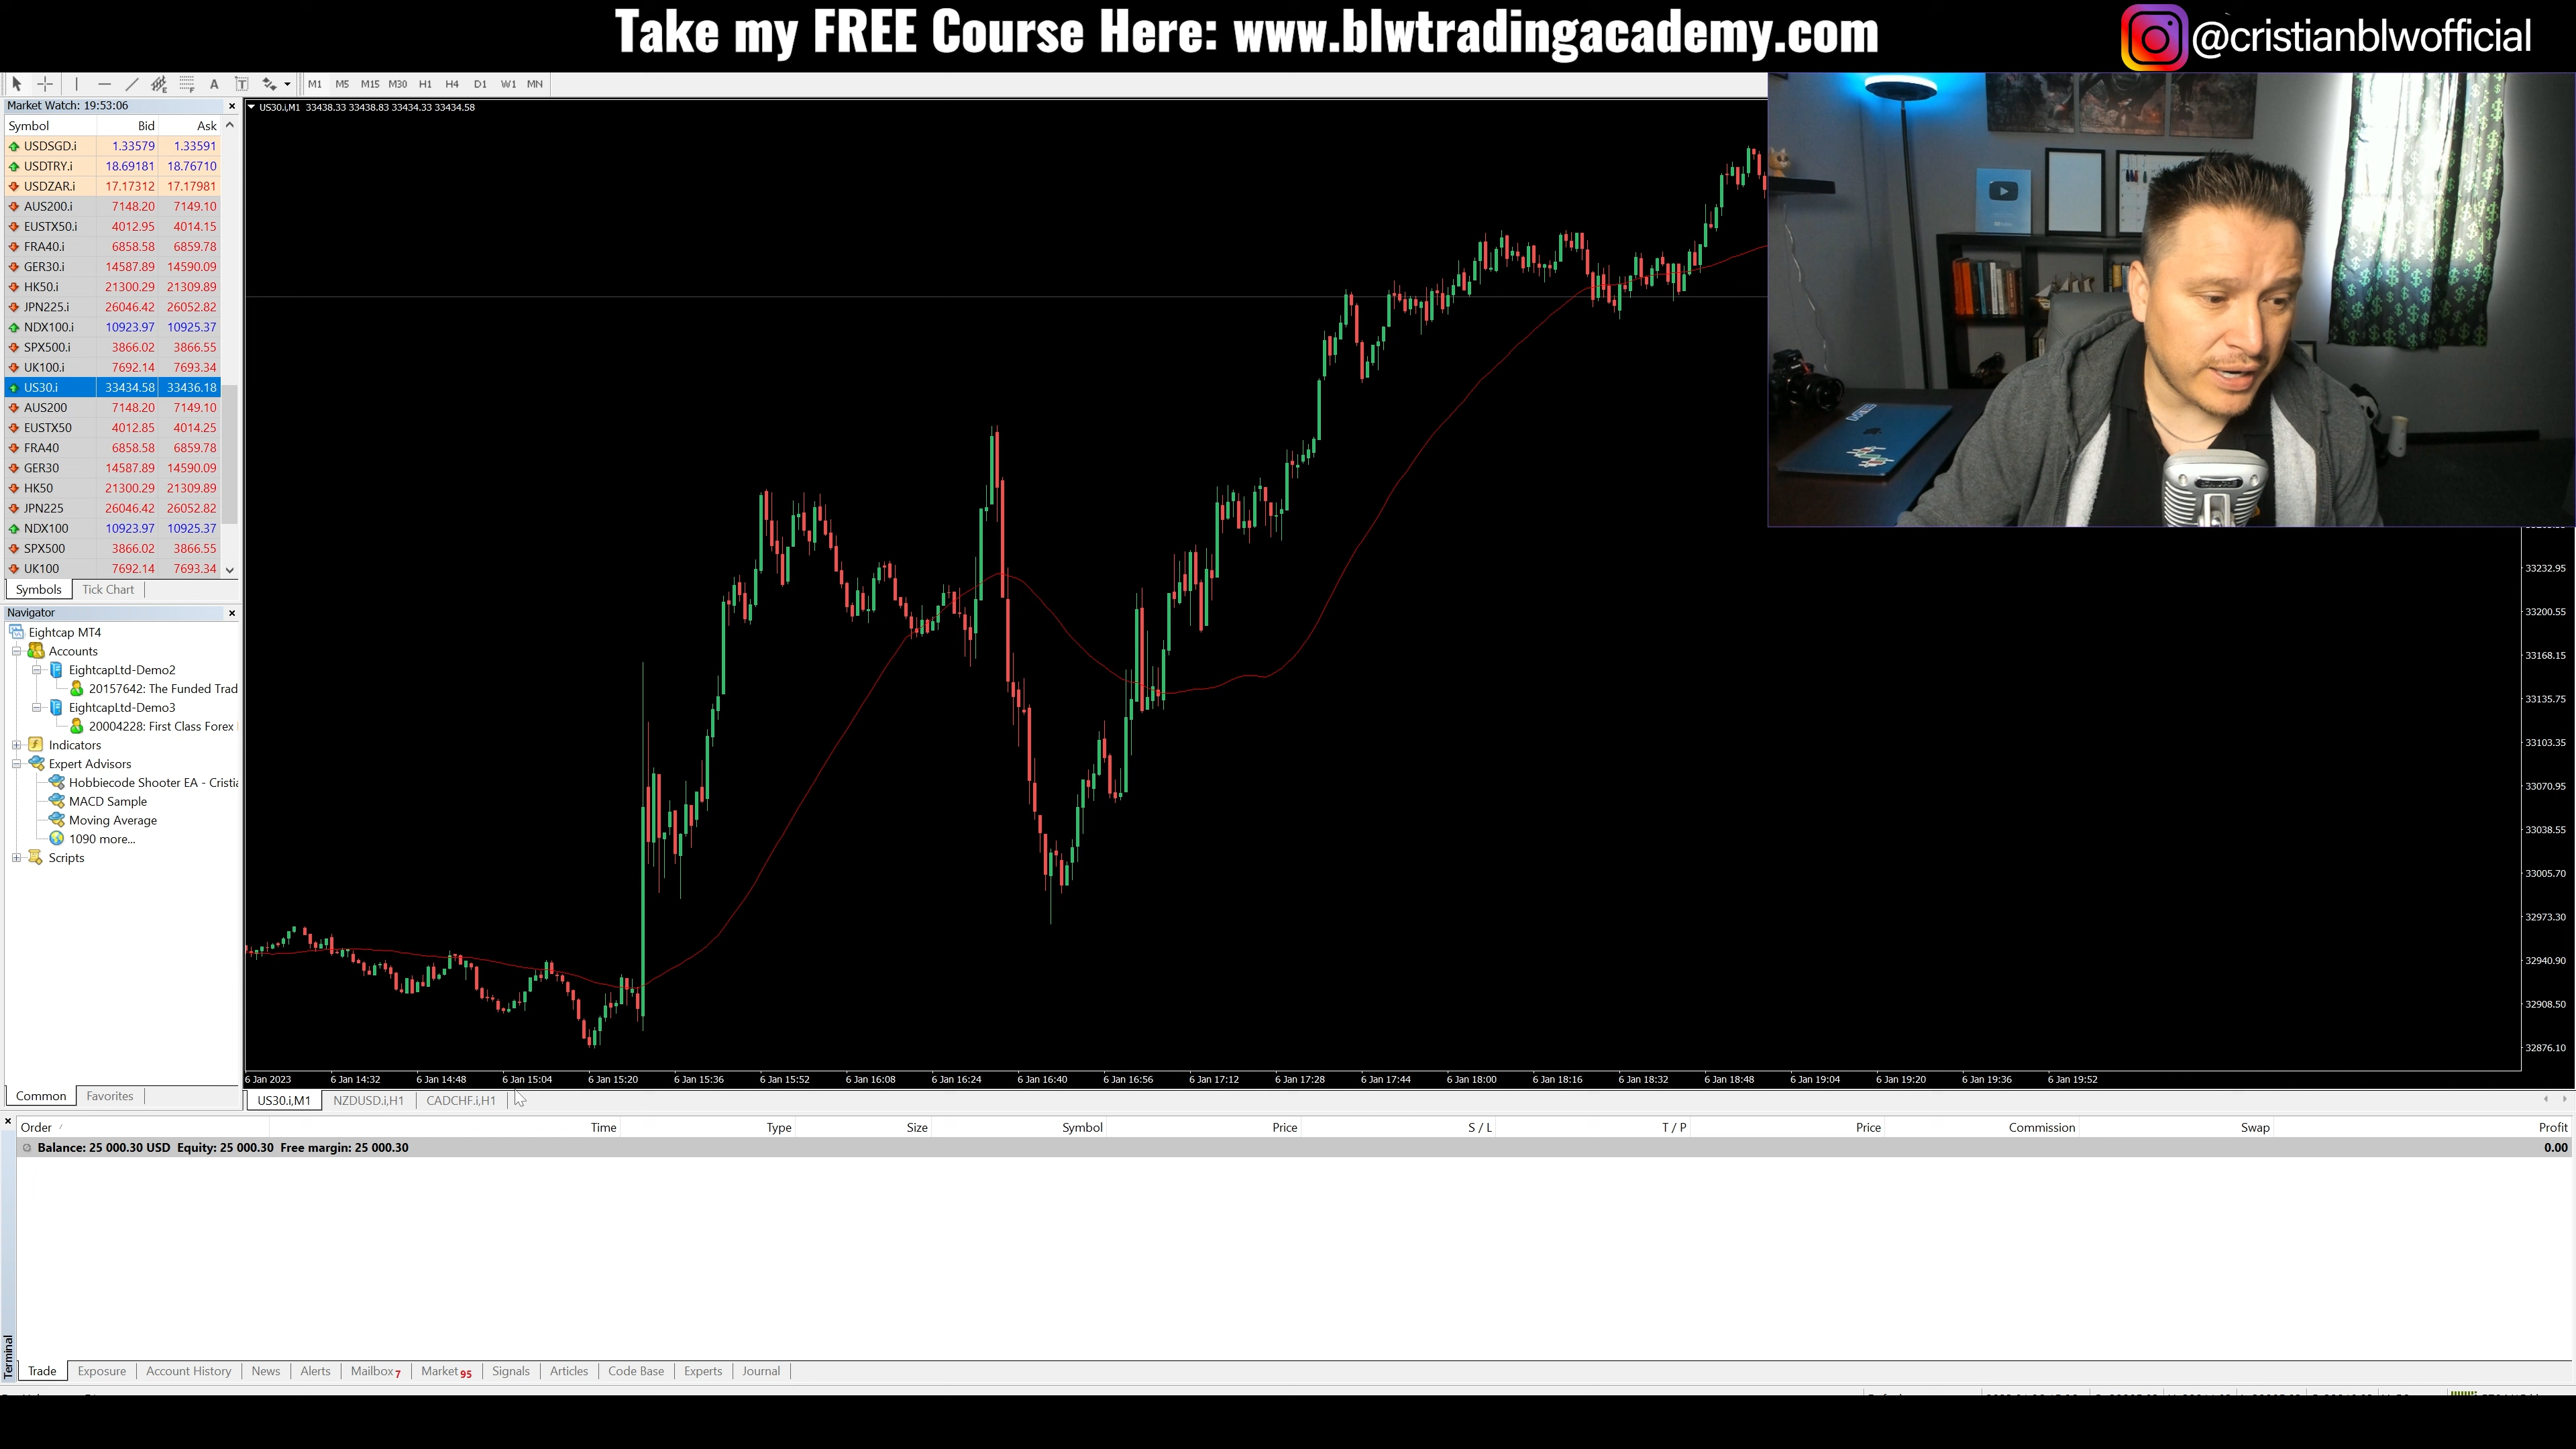 Take my FREE Course Here: www.blwtradingacademy.com
@cristianblwofficial
M1 M5 M15 M30 H1 H4 D1 W1 MN
Market Watch: 19:53:06
Symbol Bid Ask
USDSGD.i 1.33579 1.33591
USDTRY.i 18.69181 18.76710
USDZAR.i 17.17312 17.17981
AUS200.i 7148.20 7149.10
EUSTX50.i 4012.95 4014.15
FRA40.i 6858.58 6859.78
GER30.i 14587.89 14590.09
HK50.i 21300.29 21309.89
JPN225.i 26046.42 26052.82
NDX100.i 10923.97 10925.37
SPX500.i 3866.02 3866.55
UK100.i 7692.14 7693.34
US30.i 33434.58 33436.18
AUS200 7148.20 7149.10
EUSTX50 4012.85 4014.25
FRA40 6858.58 6859.78
GER30 14587.89 14590.09
HK50 21300.29 21309.89
JPN225 26046.42 26052.82
NDX100 10923.97 10925.37
SPX500 3866.02 3866.55
UK100 7692.14 7693.34
Symbols Tick Chart
Navigator
Eightcap MT4
Accounts
EightcapLtd-Demo2
20157642: The Funded Trad
EightcapLtd-Demo3
20004228: First Class Forex
Indicators
Expert Advisors
Hobbiecode Shooter EA - Cristia
MACD Sample
Moving Average
1090 more...
Scripts
Common Favorites
US30.i,M1 33438.33 33438.83 33434.33 33434.58
33232.95
33200.55
33168.15
33135.75
33103.35
33070.95
33038.55
33005.70
32973.30
32940.90
32908.50
32876.10
6 Jan 2023 6 Jan 14:32 6 Jan 14:48 6 Jan 15:04 6 Jan 15:20 6 Jan 15:36 6 Jan 15:52 6 Jan 16:08 6 Jan 16:24 6 Jan 16:40 6 Jan 16:56 6 Jan 17:12 6 Jan 17:28 6 Jan 17:44 6 Jan 18:00 6 Jan 18:16 6 Jan 18:32 6 Jan 18:48 6 Jan 19:04 6 Jan 19:20 6 Jan 19:36 6 Jan 19:52
US30.i,M1 NZDUSD.i,H1 CADCHF.i,H1
Order Time Type Size Symbol Price S / L T / P Price Commission Swap Profit
Balance: 25 000.30 USD Equity: 25 000.30 Free margin: 25 000.30 0.00
Terminal
Trade Exposure Account History News Alerts Mailbox 7 Market 95 Signals Articles Code Base Experts Journal